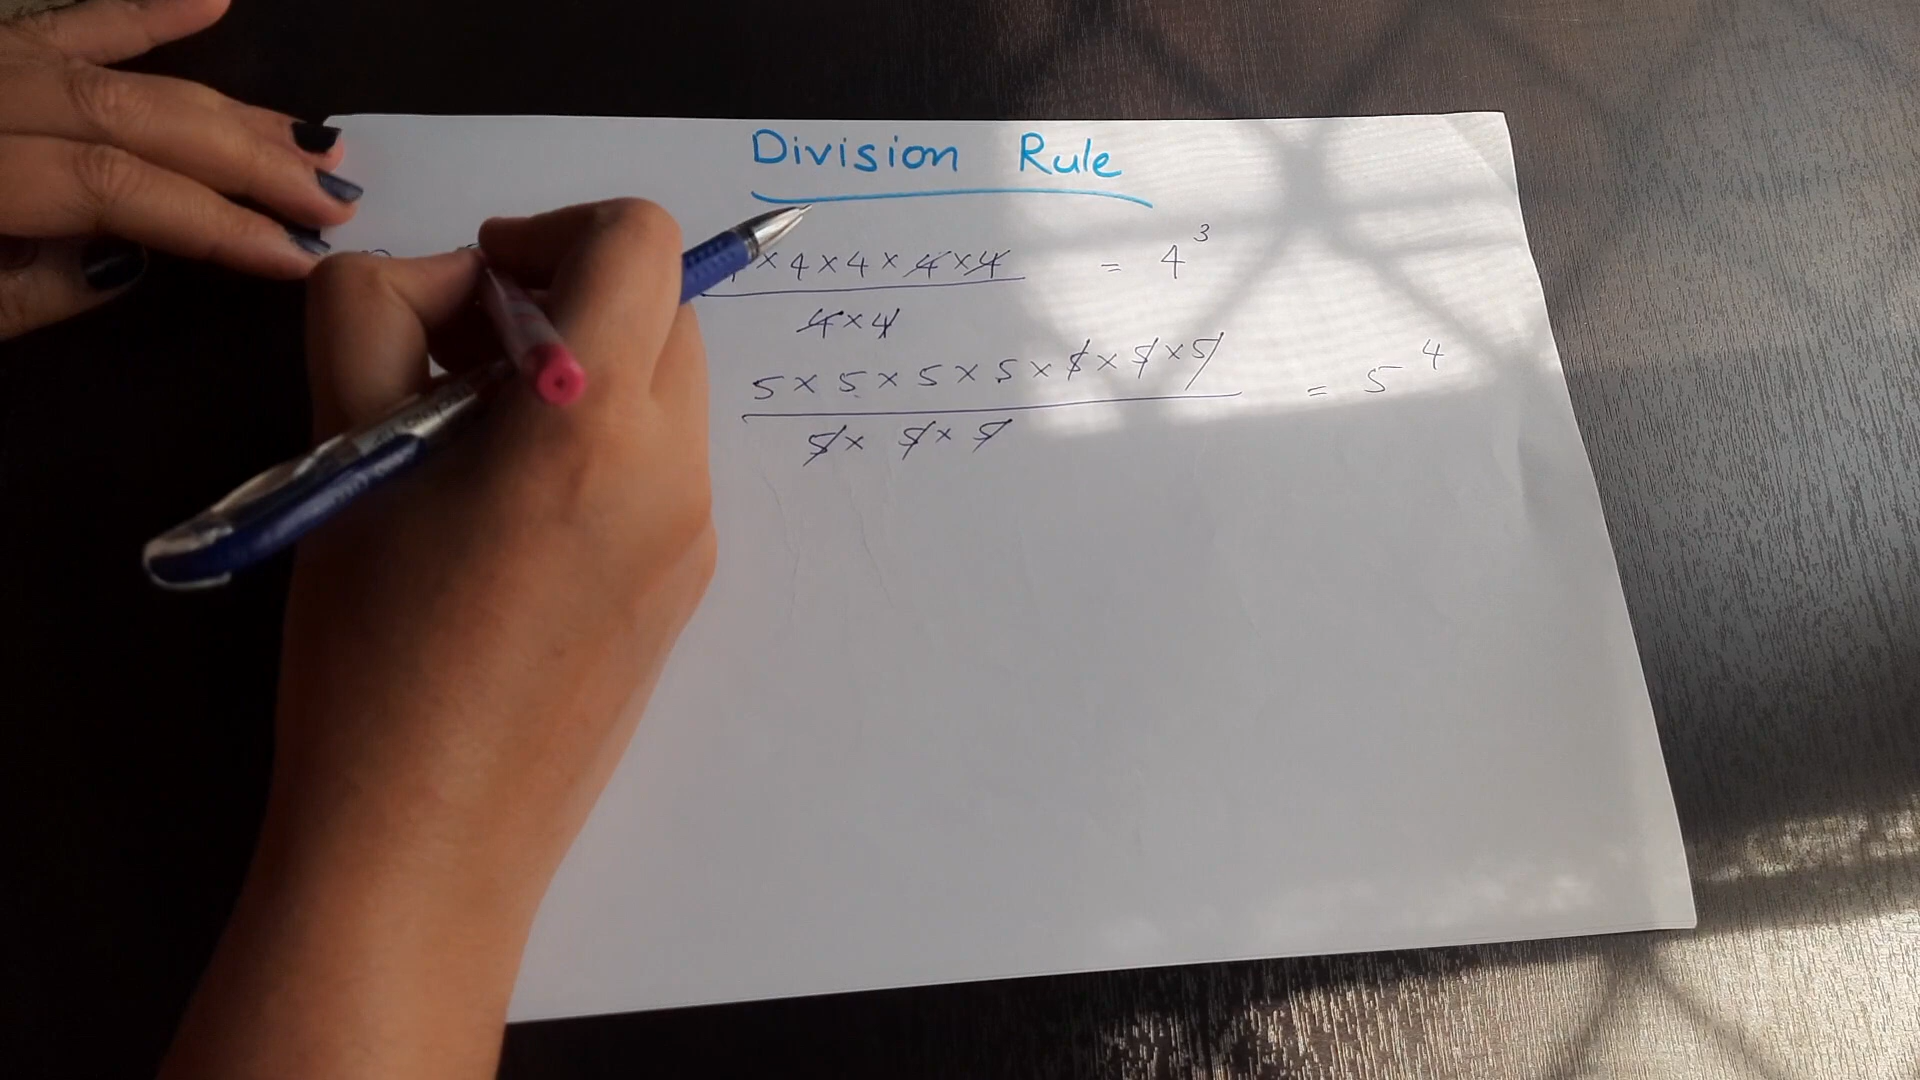 Division Rule
× 4 × 4 × 4 × 4 = 4³
4 × 4
5 × 5 × 5 × 5 × 5 × 5 × 5 = 5⁴
5 × 5 × 5